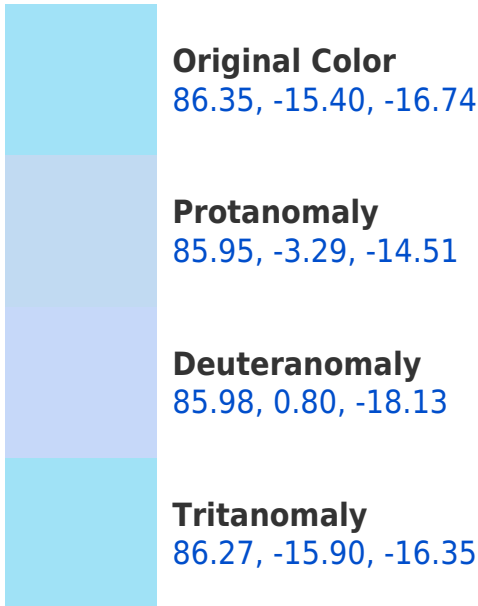 Original Color
86.35, -15.40, -16.74
Protanomaly
85.95, -3.29, -14.51
Deuteranomaly
85.98, 0.80, -18.13
Tritanomaly
86.27, -15.90, -16.35